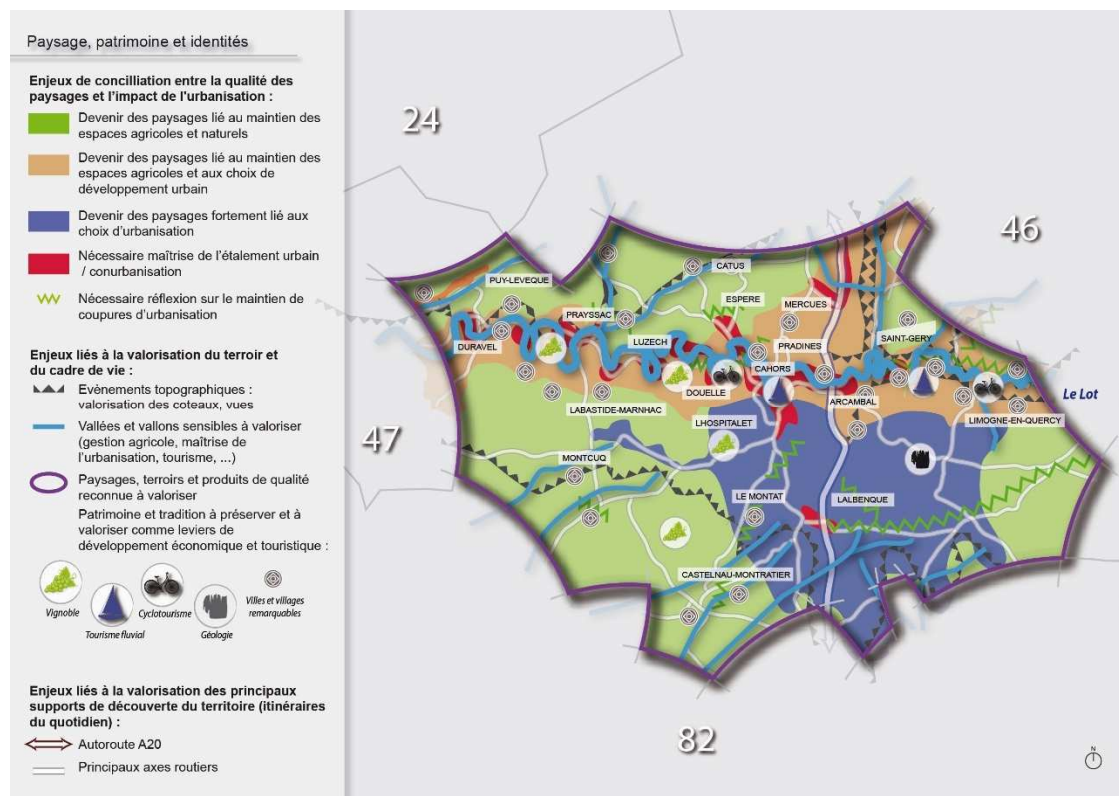 Paysage, patrimoine et identités
Enjeux de concilliation entre la qualité des
paysages et l'impact de l'urbanisation :
Devenir des paysages lié au maintien des
espaces agricoles et naturels
Devenir des paysages lié au maintien des
espaces agricoles et aux choix de
développement urbain
Devenir des paysages fortement lié aux
choix d'urbanisation
Nécessaire maîtrise de l'étalement urbain
/ conurbanisation
Nécessaire réflexion sur le maintien de
coupures d'urbanisation
Enjeux liés à la valorisation du terroir et
du cadre de vie :
Evènements topographiques :
valorisation des coteaux, vues
Vallées et vallons sensibles à valoriser
(gestion agricole, maîtrise de
l'urbanisation, tourisme, ...)
Paysages, terroirs et produits de qualité
reconnue à valoriser
Patrimoine et tradition à préserver et à
valoriser comme leviers de
développement économique et touristique :
Vignoble
Tourisme fluvial
Cyclotourisme
Géologie
Villes et villages
remarquables
Enjeux liés à la valorisation des principaux
supports de découverte du territoire (itinéraires
du quotidien) :
Autoroute A20
Principaux axes routiers
24
46
PUY-LEVEQUE
CATUS
ESPERE
MERCUES
PRAYSSAC
DURAVEL
LUZECH
PRADINES
SAINT-GERY
CAHORS
DOUELLE
ARCAMBAL
Le Lot
LABASTIDE-MARNHAC
LHOSPITALET
LIMOGNE-EN-QUERCY
47
MONTCUQ
LE MONTAT
LALBENQUE
CASTELNAU-MONTRATIER
82
N